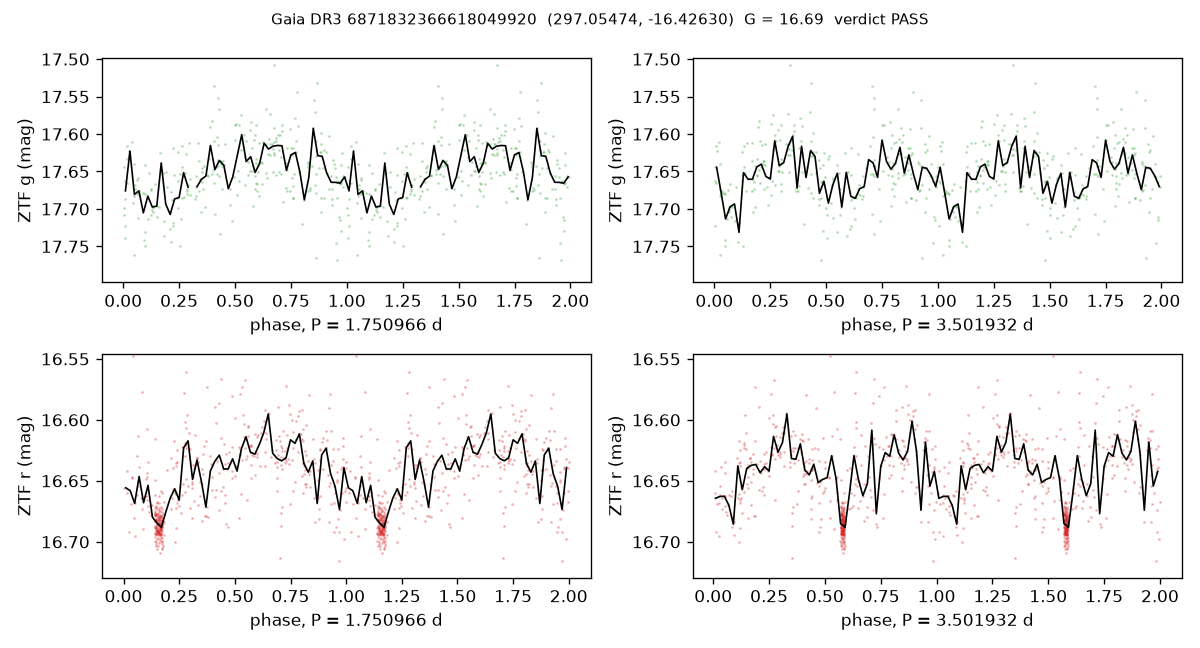 Gaia DR3 6871832366618049920  (297.05474, -16.42630)  G = 16.69  verdict PASS
ZTF g (mag)
17.50
17.55
17.60
17.65
17.70
17.75
0.00 0.25 0.50 0.75 1.00 1.25 1.50 1.75 2.00
phase, P = 1.750966 d
ZTF g (mag)
17.50
17.55
17.60
17.65
17.70
17.75
0.00 0.25 0.50 0.75 1.00 1.25 1.50 1.75 2.00
phase, P = 3.501932 d
ZTF r (mag)
16.55
16.60
16.65
16.70
0.00 0.25 0.50 0.75 1.00 1.25 1.50 1.75 2.00
phase, P = 1.750966 d
ZTF r (mag)
16.55
16.60
16.65
16.70
0.00 0.25 0.50 0.75 1.00 1.25 1.50 1.75 2.00
phase, P = 3.501932 d